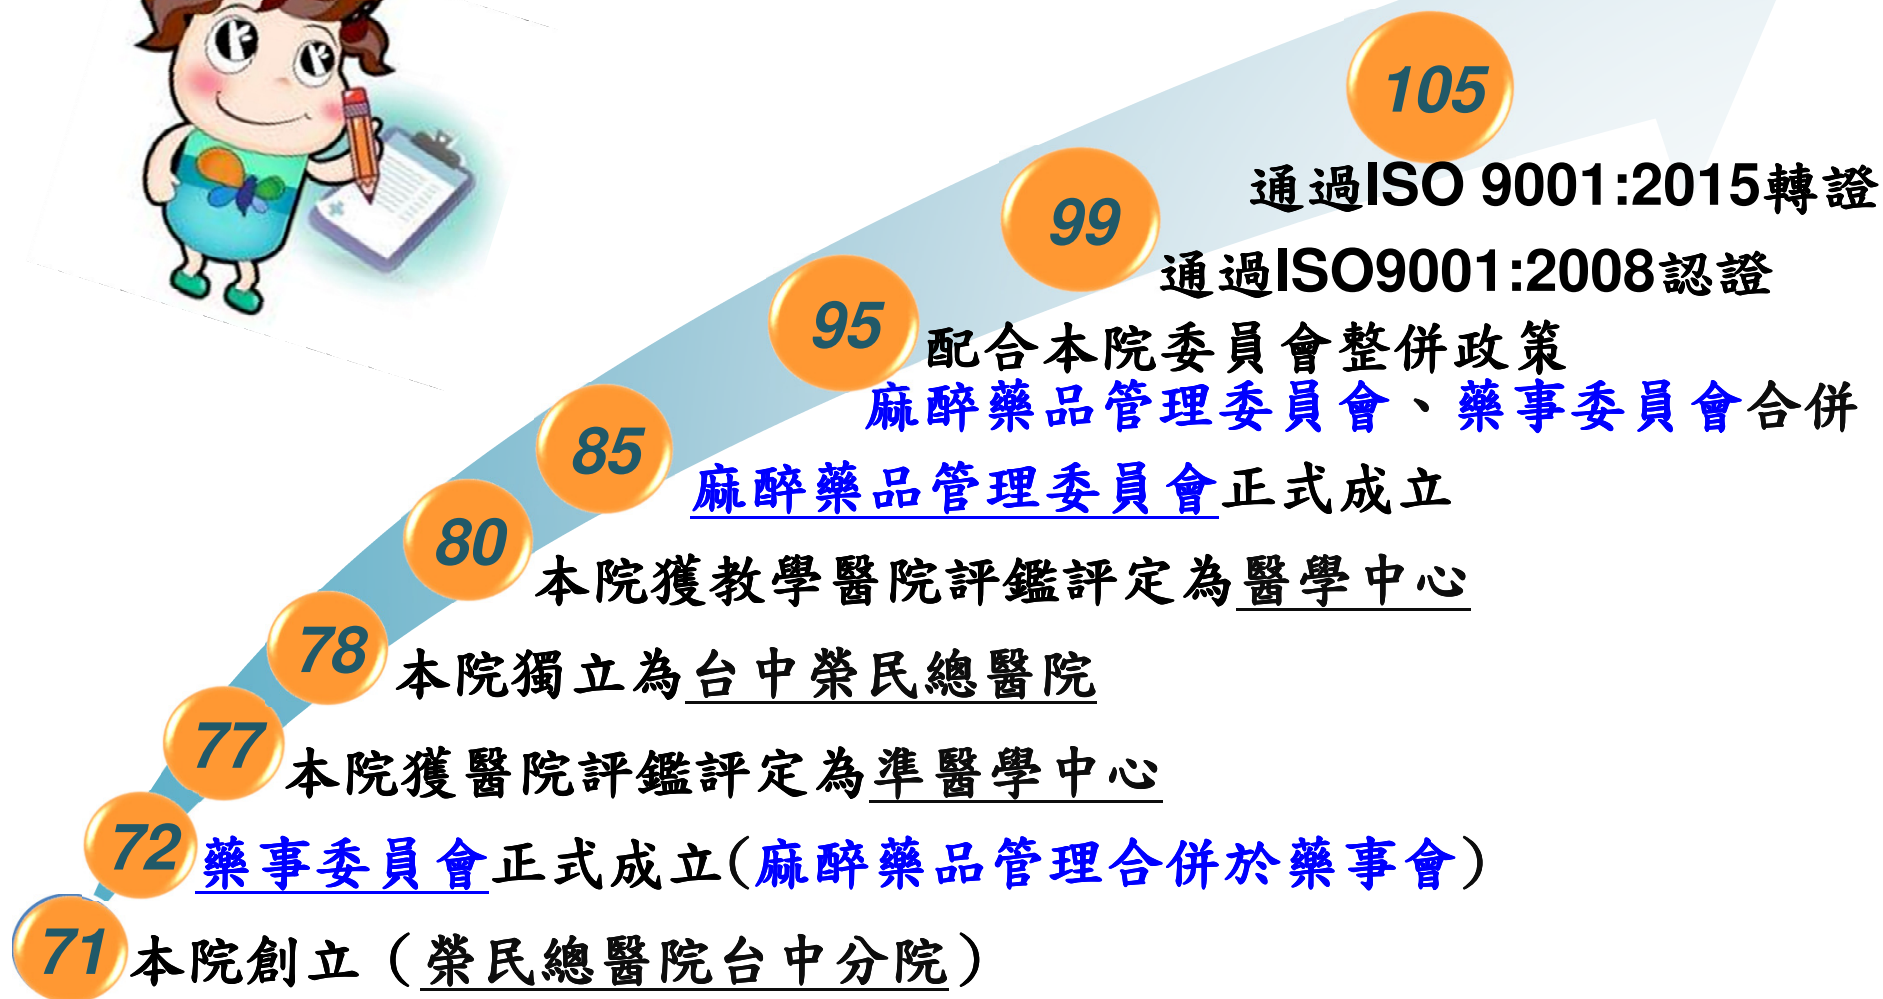 105
通過ISO 9001:2015轉證
99
通過ISO9001:2008認證
95
配合本院委員會整併政策
麻醉藥品管理委員會、藥事委員會合併
85
麻醉藥品管理委員會正式成立
80
本院獲教學醫院評鑑評定為醫學中心
78
本院獨立為台中榮民總醫院
77
本院獲醫院評鑑評定為準醫學中心
72
藥事委員會正式成立(麻醉藥品管理合併於藥事會)
71
本院創立（榮民總醫院台中分院）